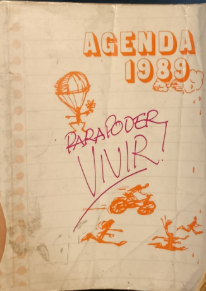 AGENDA
1989
PARA PODER
VIVIR!